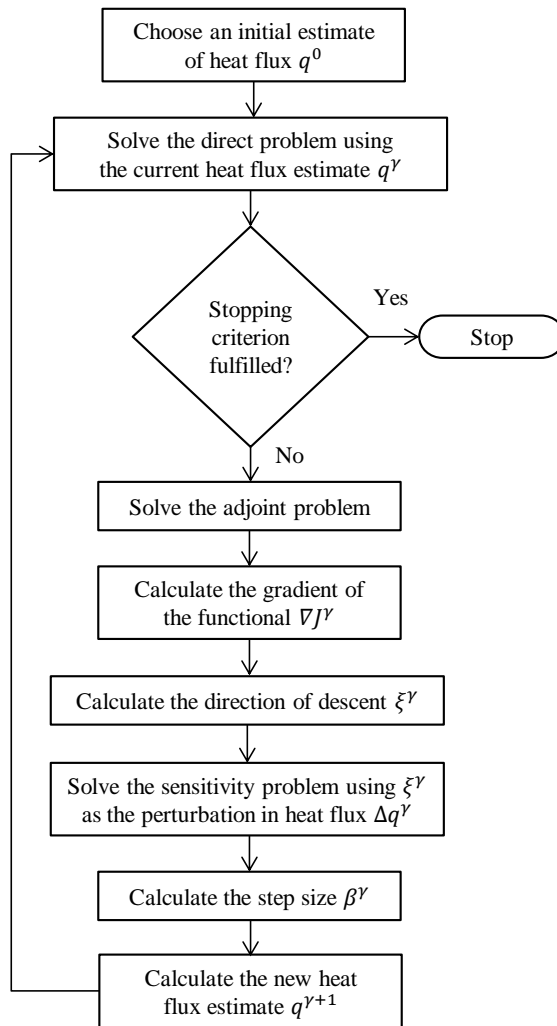 Choose an initial estimate
of heat flux q⁰
Solve the direct problem using
the current heat flux estimate q^γ
Stopping
criterion
fulfilled?
Yes
Stop
No
Solve the adjoint problem
Calculate the gradient of
the functional ∇J^γ
Calculate the direction of descent ξ^γ
Solve the sensitivity problem using ξ^γ
as the perturbation in heat flux Δq^γ
Calculate the step size β^γ
Calculate the new heat
flux estimate q^γ+1